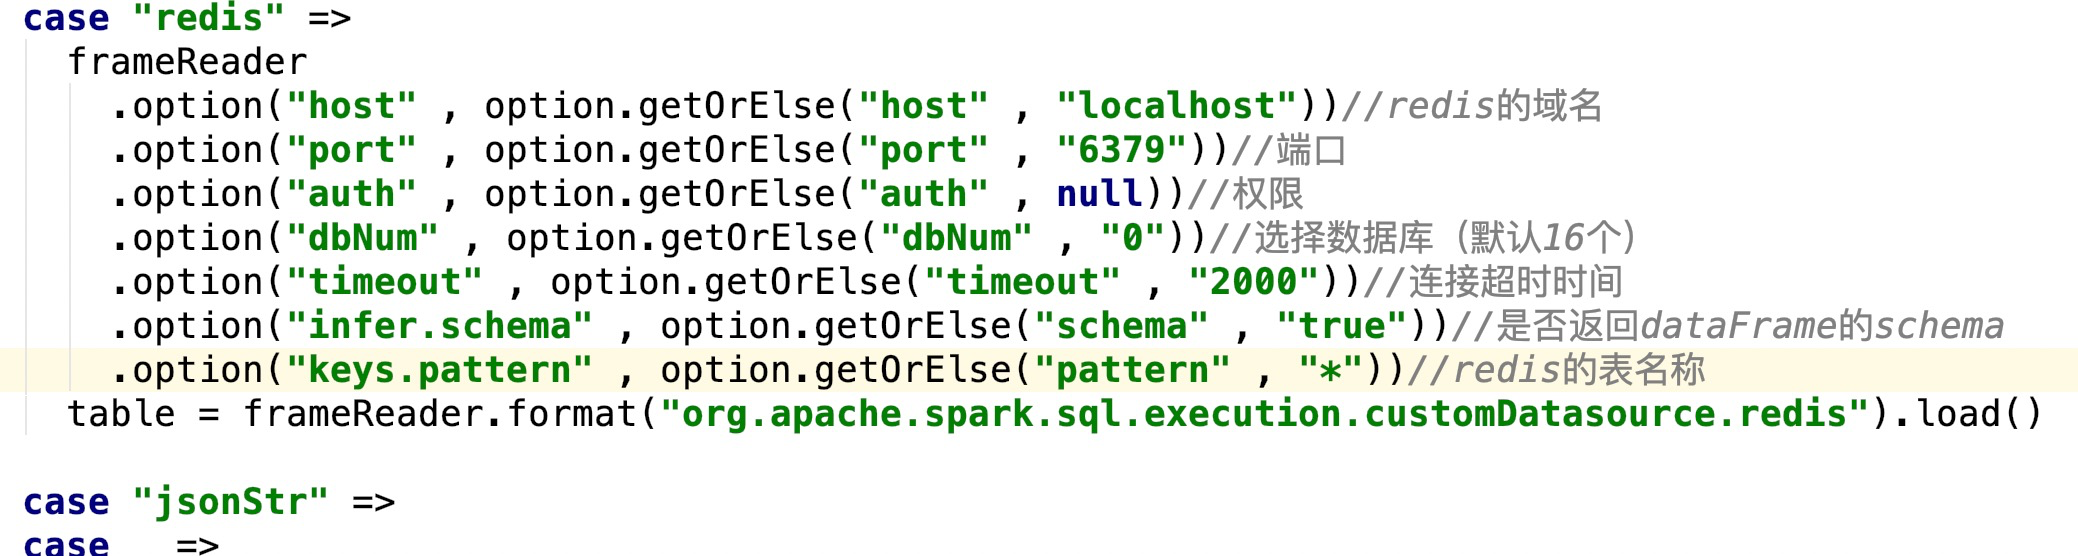 case "redis" =>
frameReader
.option("host" , option.getOrElse("host" , "localhost"))//redis的域名
.option("port" , option.getOrElse("port" , "6379"))//端口
.option("auth" , option.getOrElse("auth" , null))//权限
.option("dbNum" , option.getOrElse("dbNum" , "0"))//选择数据库（默认16个）
.option("timeout" , option.getOrElse("timeout" , "2000"))//连接超时时间
.option("infer.schema" , option.getOrElse("schema" , "true"))//是否返回dataFrame的schema
.option("keys.pattern" , option.getOrElse("pattern" , "*"))//redis的表名称
table = frameReader.format("org.apache.spark.sql.execution.customDatasource.redis").load()
case "jsonStr" =>
case   =>